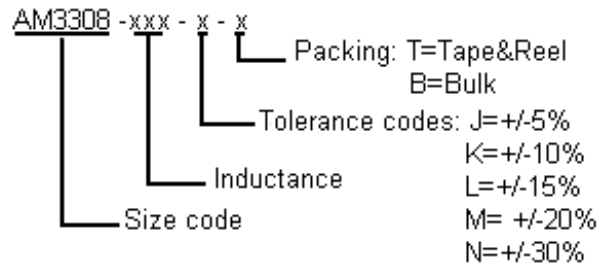 AM3308 -xxx - x - x
Packing: T=Tape&Reel
B=Bulk
Tolerance codes: J=+/-5%
K=+/-10%
Inductance
L=+/-15%
Size code
M= +/-20%
N=+/-30%